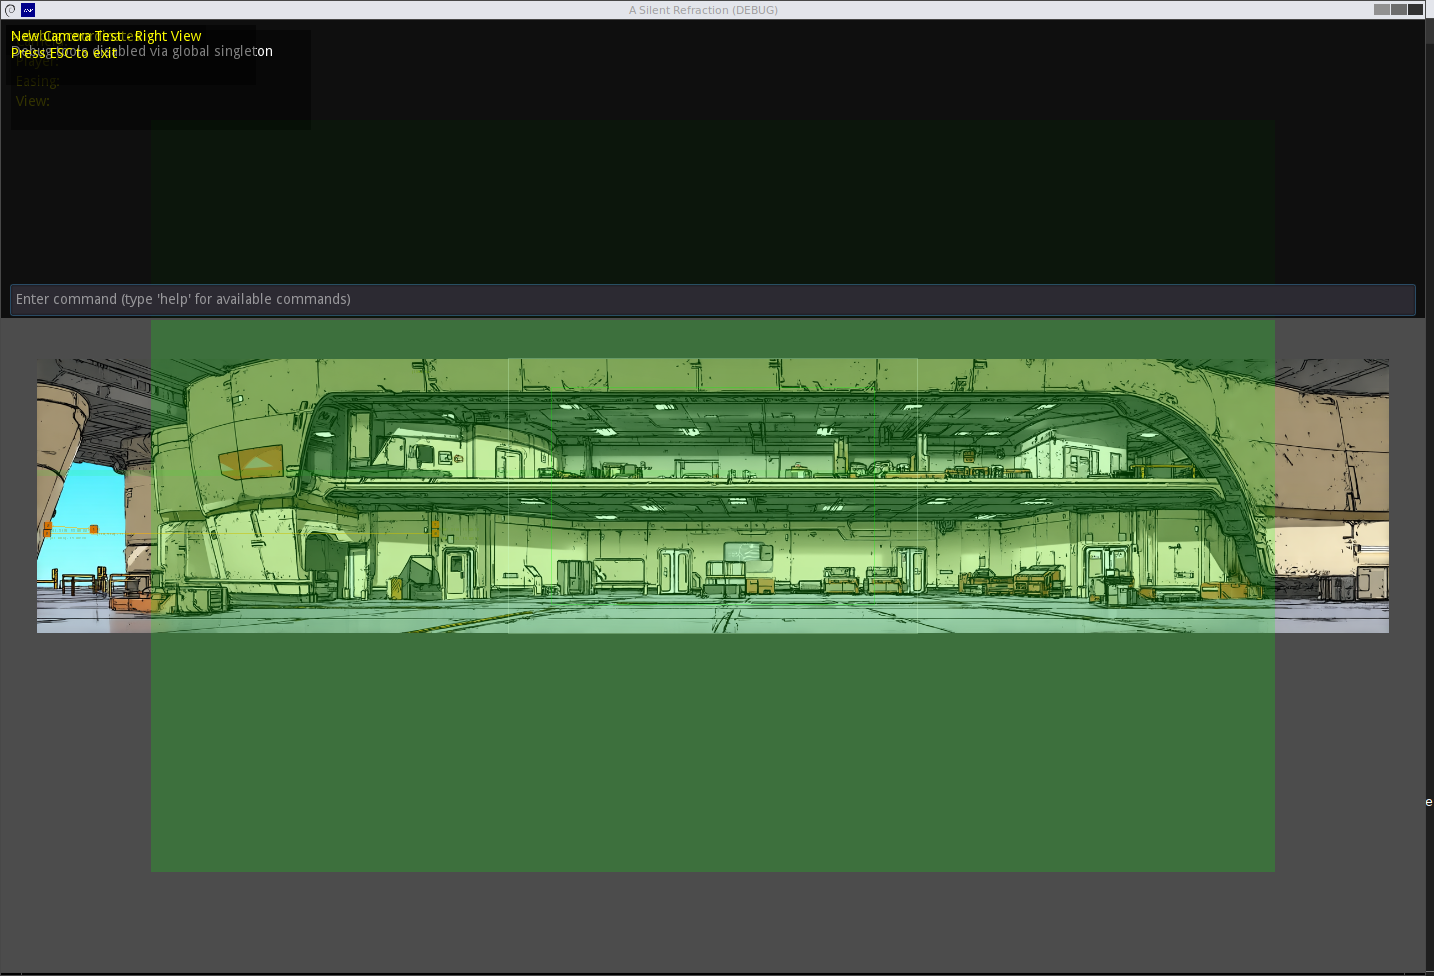 A Silent Refraction (DEBUG)
New Camera Test - Right View
Debug tools disabled via global singleton
Press ESC to exit
Player:
Easing:
View:
Enter command (type 'help' for available commands)
e